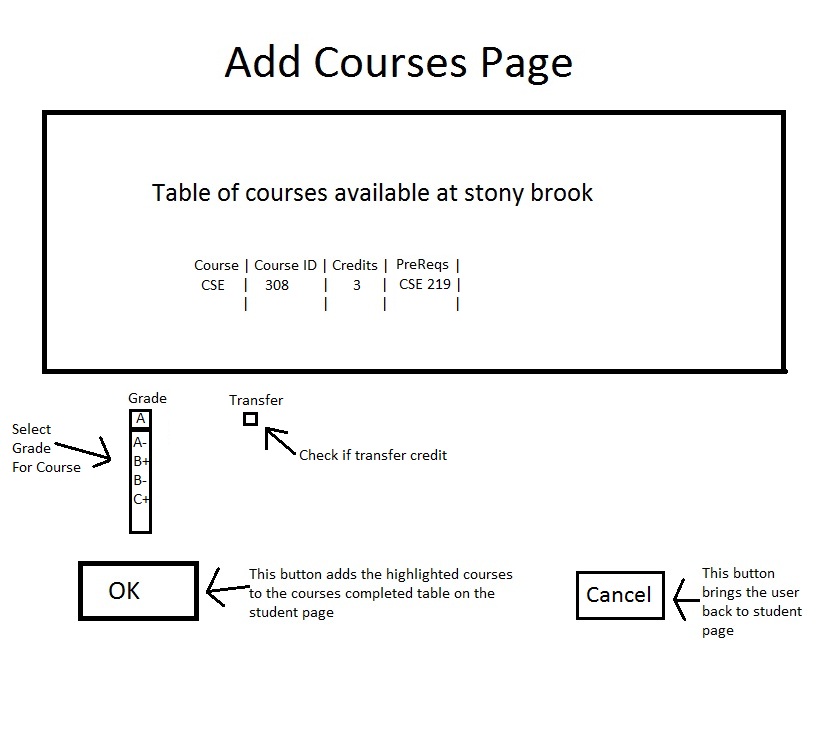 Add Courses Page
Table of courses available at stony brook
Course | Course ID | Credits | PreReqs |
CSE | 308 | 3 | CSE 219 |
| | | |
Grade
A
A-
B+
B-
C+
Select
Grade
For Course
Transfer
Check if transfer credit
OK
This button adds the highlighted courses
to the courses completed table on the
student page
Cancel
This button
brings the user
back to student
page